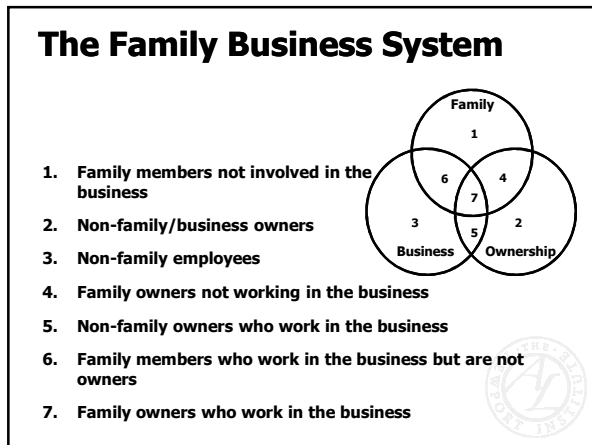 The Family Business System
Family
1
6
4
7
3
2
5
Business
Ownership
1. Family members not involved in the
business
2. Non-family/business owners
3. Non-family employees
4. Family owners not working in the business
5. Non-family owners who work in the business
6. Family members who work in the business but are not
owners
7. Family owners who work in the business